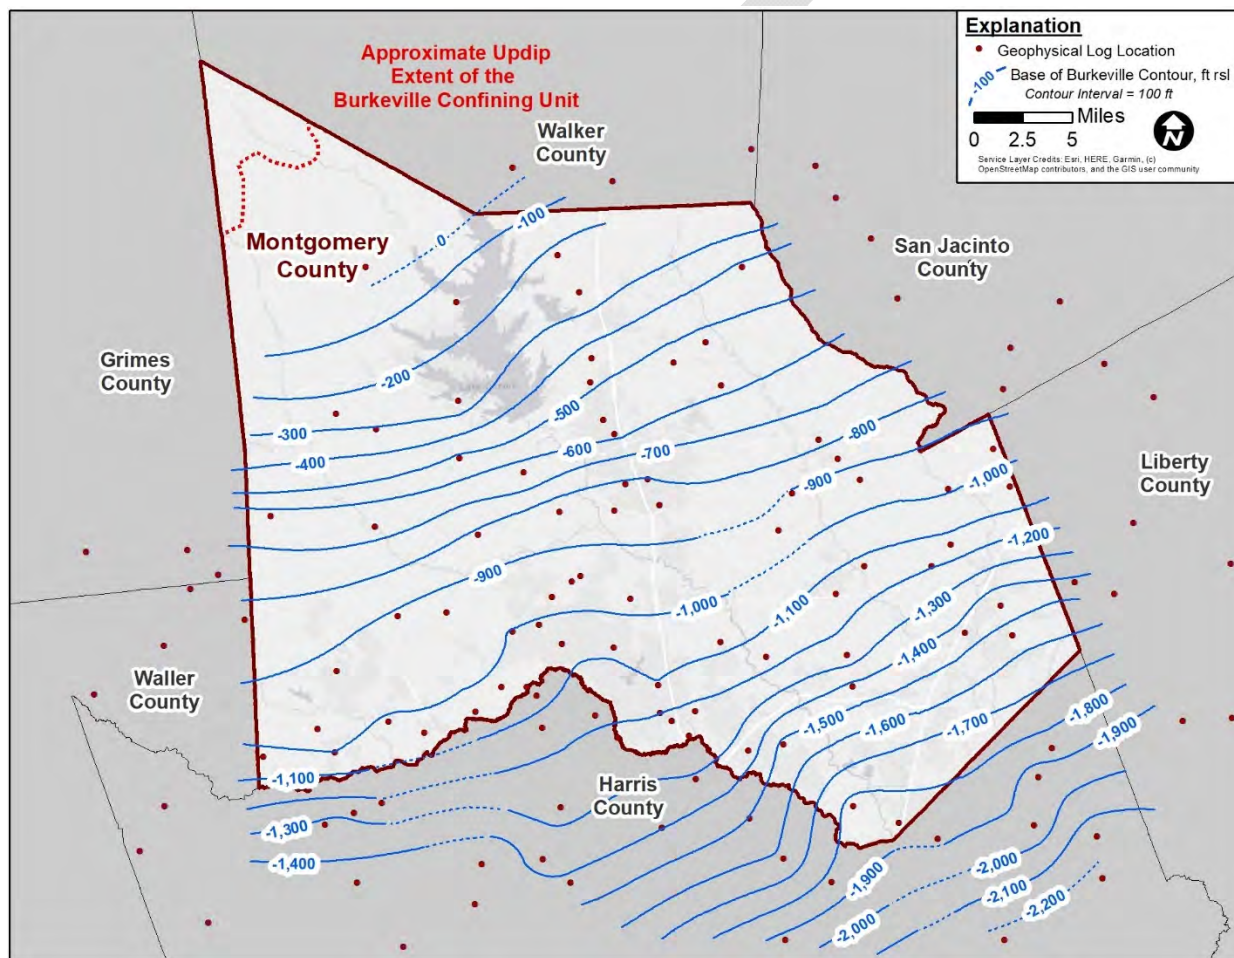 Explanation
Geophysical Log Location
-100
Base of Burkeville Contour, ft rsl
Contour Interval = 100 ft
Miles
0 2.5 5
N
Service Layer Credits: Esri, HERE, Garmin, (c)
OpenStreetMap contributors, and the GIS user community
Approximate Updip
Extent of the
Burkeville Confining Unit
Walker
County
Montgomery
County
San Jacinto
County
Grimes
County
Liberty
County
Waller
County
Harris
County
0
-100
-200
-300
-400
-500
-600
-700
-800
-900
-1,000
-900
-1,000
-1,100
-1,200
-1,300
-1,400
-1,500
-1,600
-1,700
-1,800
-1,900
-1,100
-1,300
-1,400
-1,900
-2,000
-2,000
-2,100
-2,200